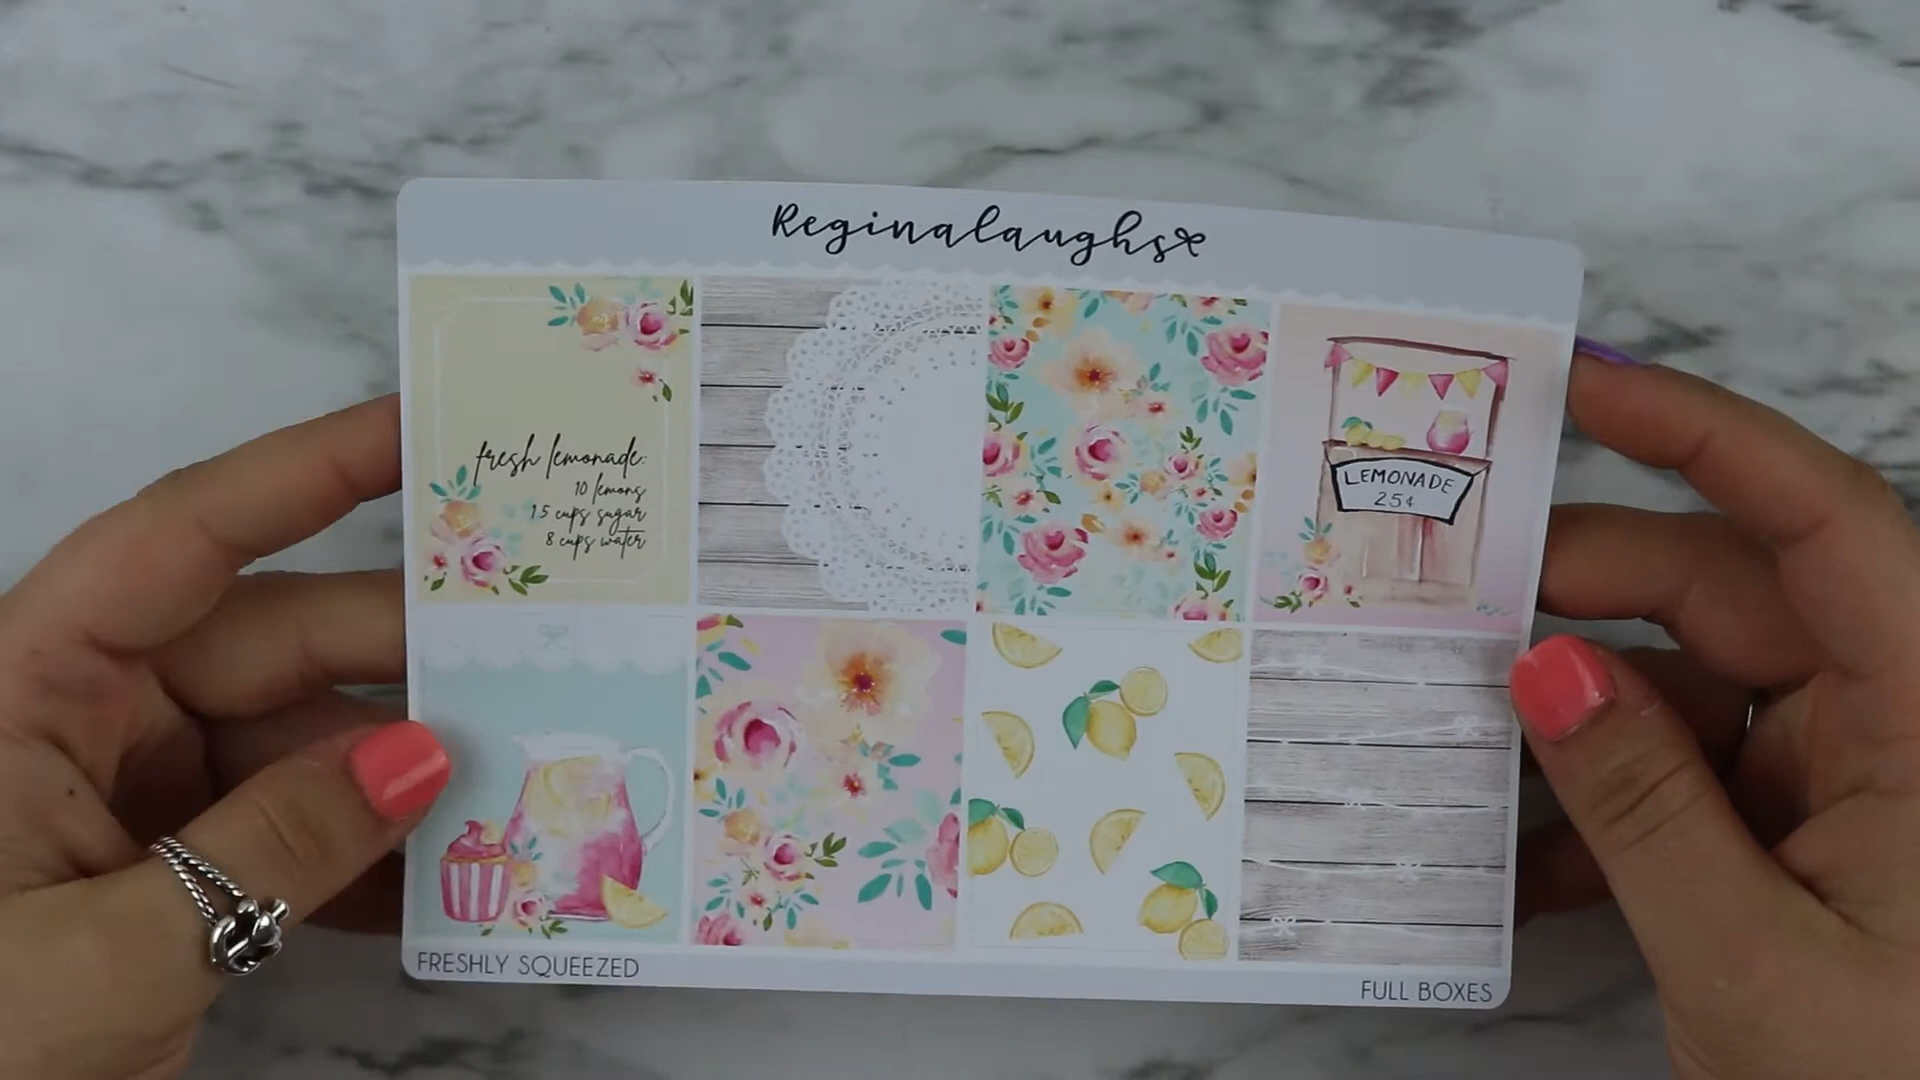 Reginalaughs
fresh lemonade:
10 lemons
1.5 cups sugar
8 cups water
LEMONADE
25¢
FRESHLY SQUEEZED
FULL BOXES